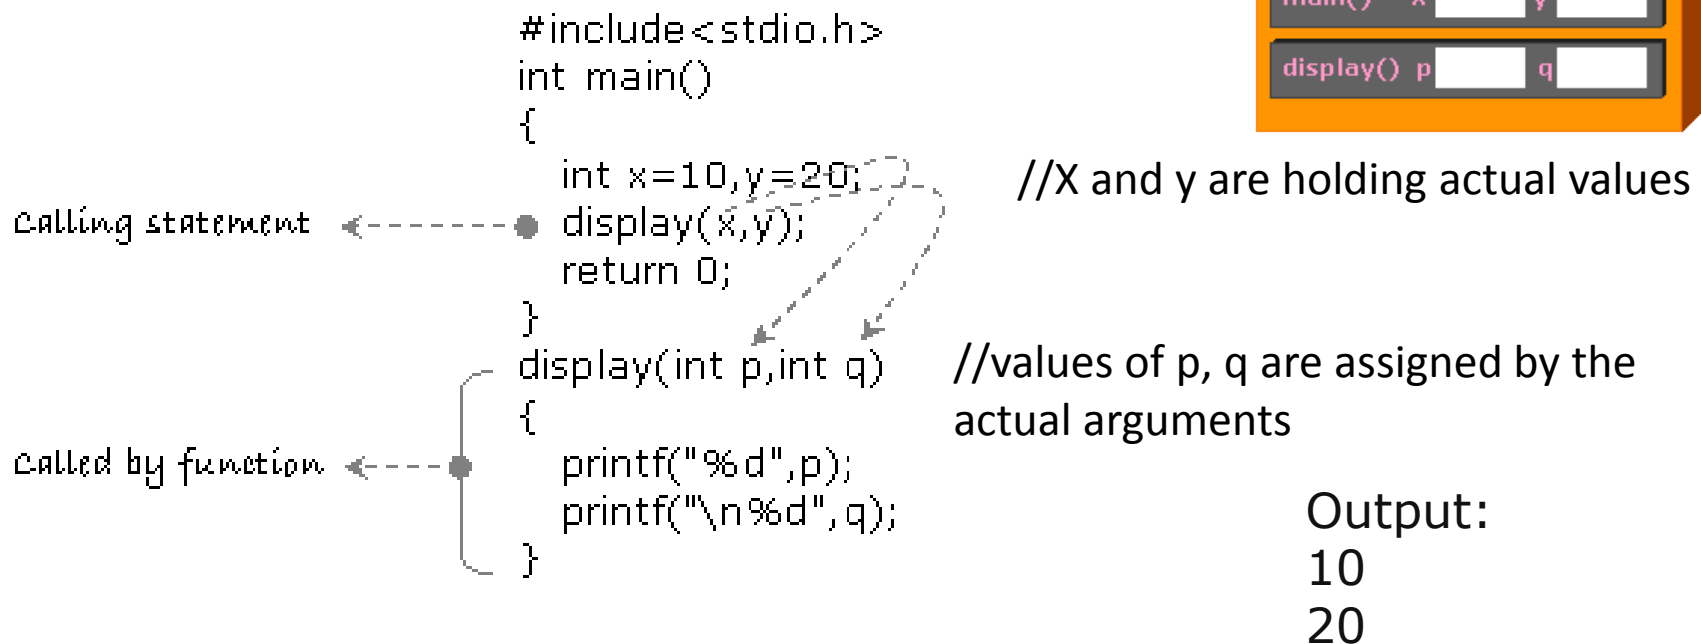 #include<stdio.h>
int main()
{
int x=10,y=20;
//X and y are holding actual values
Calling statement
display(x,y);
return 0;
}
display(int p,int q)
//values of p, q are assigned by the
actual arguments
{
Called by function
printf("%d",p);
printf("\n%d",q);
}
Output:
10
20
main() x y
display() p q